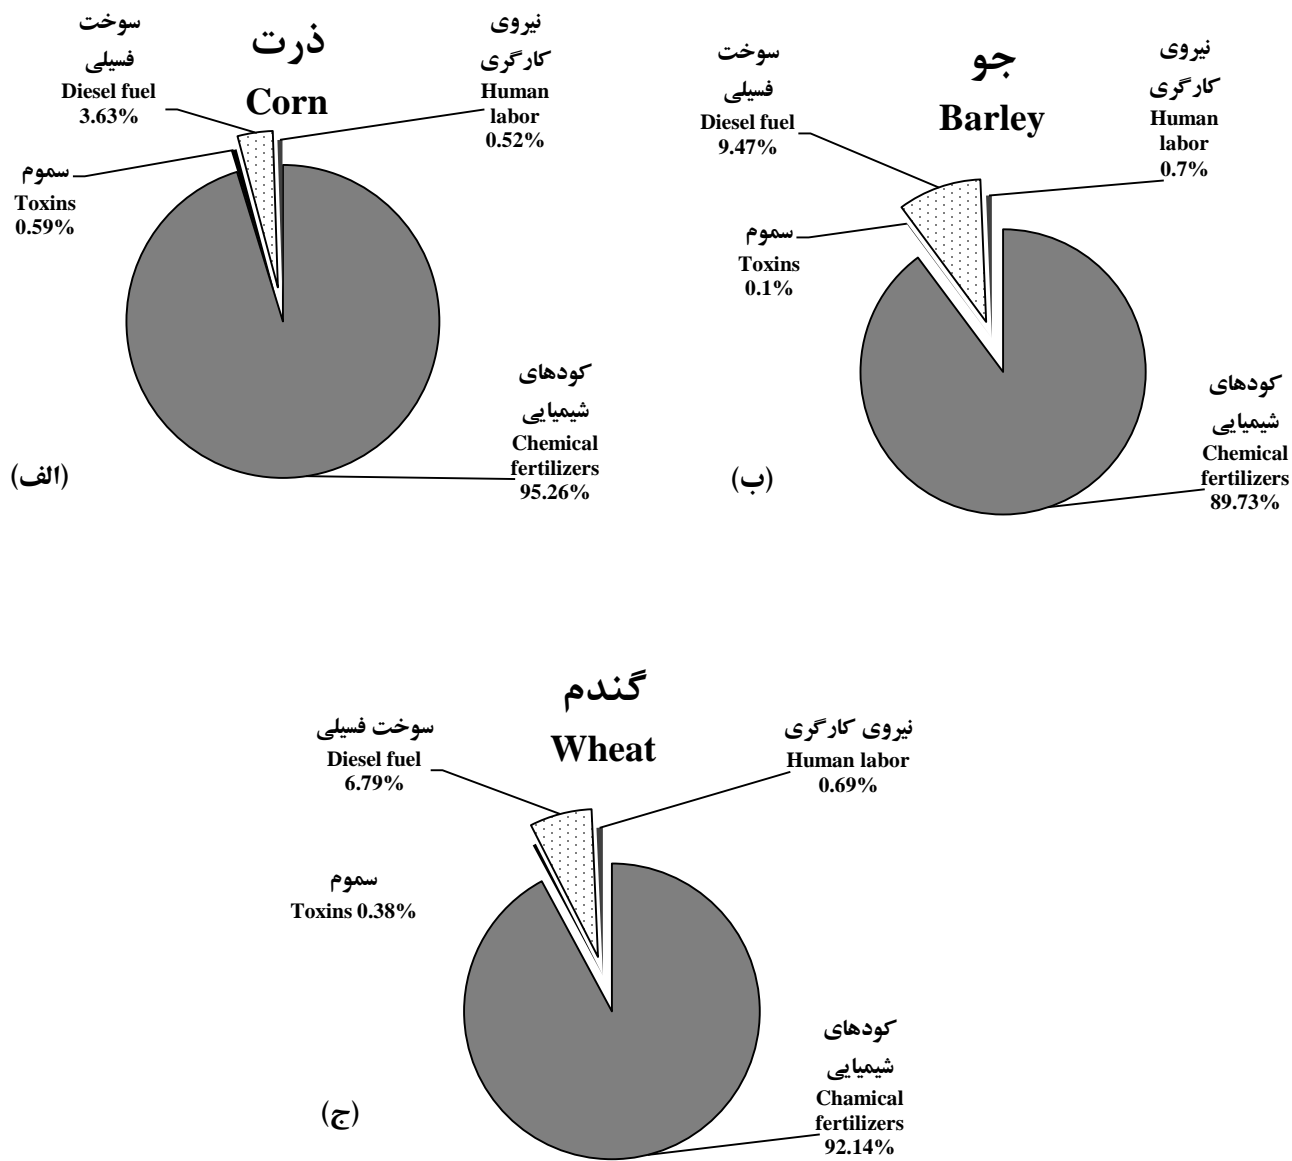 ذرت
Corn
سوخت
فسیلی
Diesel fuel
3.63%
نیروی
کارگری
Human
labor
0.52%
سموم
Toxins
0.59%
کودهای
شیمیایی
Chemical
fertilizers
95.26%
(الف)
جو
Barley
سوخت
فسیلی
Diesel fuel
9.47%
نیروی
کارگری
Human
labor
0.7%
سموم
Toxins
0.1%
کودهای
شیمیایی
Chemical
fertilizers
89.73%
(ب)
گندم
Wheat
سوخت فسیلی
Diesel fuel
6.79%
نیروی کارگری
Human labor
0.69%
سموم
Toxins 0.38%
کودهای
شیمیایی
Chamical
fertilizers
92.14%
(ج)